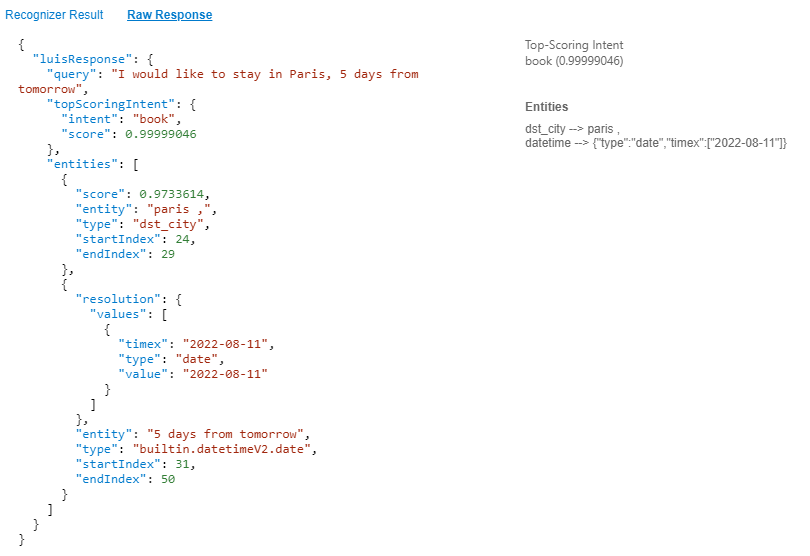 Recognizer Result Raw Response
{
"luisResponse": {
"query": "I would like to stay in Paris, 5 days from
tomorrow",
"topScoringIntent": {
"intent": "book",
"score": 0.99999046
},
"entities": [
{
"score": 0.9733614,
"entity": "paris ,",
"type": "dst_city",
"startIndex": 24,
"endIndex": 29
},
{
"resolution": {
"values": [
{
"timex": "2022-08-11",
"type": "date",
"value": "2022-08-11"
}
]
},
"entity": "5 days from tomorrow",
"type": "builtin.datetimeV2.date",
"startIndex": 31,
"endIndex": 50
}
]
}
}
Top-Scoring Intent
book (0.99999046)
Entities
dst_city --> paris ,
datetime --> {"type":"date","timex":["2022-08-11"]}